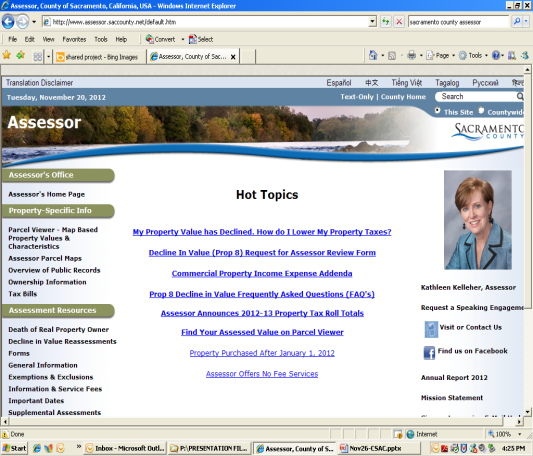 Assessor, County of Sacramento, California, USA - Windows Internet Explorer
http://www.assessor.saccounty.net/default.htm
sacramento county assessor
File Edit View Favorites Tools Help
Convert
Select
shared project - Bing Images
Assessor, County of Sac...
Page
Tools
Translation Disclaimer
Español 中文 Tiếng Việt Tagalog Русский
Tuesday, November 20, 2012
Text-Only | County Home
Search
This Site
Countywid
Assessor
SACRAMENTO
COUNTY
Assessor's Office
Assessor's Home Page
Property-Specific Info
Parcel Viewer - Map Based
Property Values &
Characteristics
Assessor Parcel Maps
Overview of Public Records
Ownership Information
Tax Bills
Assessment Resources
Death of Real Property Owner
Decline in Value Reassessments
Forms
General Information
Exemptions & Exclusions
Information & Service Fees
Important Dates
Supplemental Assessments
Hot Topics
My Property Value has Declined. How do I Lower My Property Taxes?
Decline In Value (Prop 8) Request for Assessor Review Form
Commercial Property Income Expense Addenda
Prop 8 Decline in Value Frequently Asked Questions (FAQ's)
Assessor Announces 2012-13 Property Tax Roll Totals
Find Your Assessed Value on Parcel Viewer
Property Purchased After January 1, 2012
Assessor Offers No Fee Services
Kathleen Kelleher, Assessor
Request a Speaking Engageme
Visit or Contact Us
Find us on Facebook
Annual Report 2012
Mission Statement
Done
Internet
100%
Start
Inbox - Microsoft Outl...
P:\PRESENTATION FIL...
Assessor, County of S...
Nov26-CSAC.pptx
4:25 PM